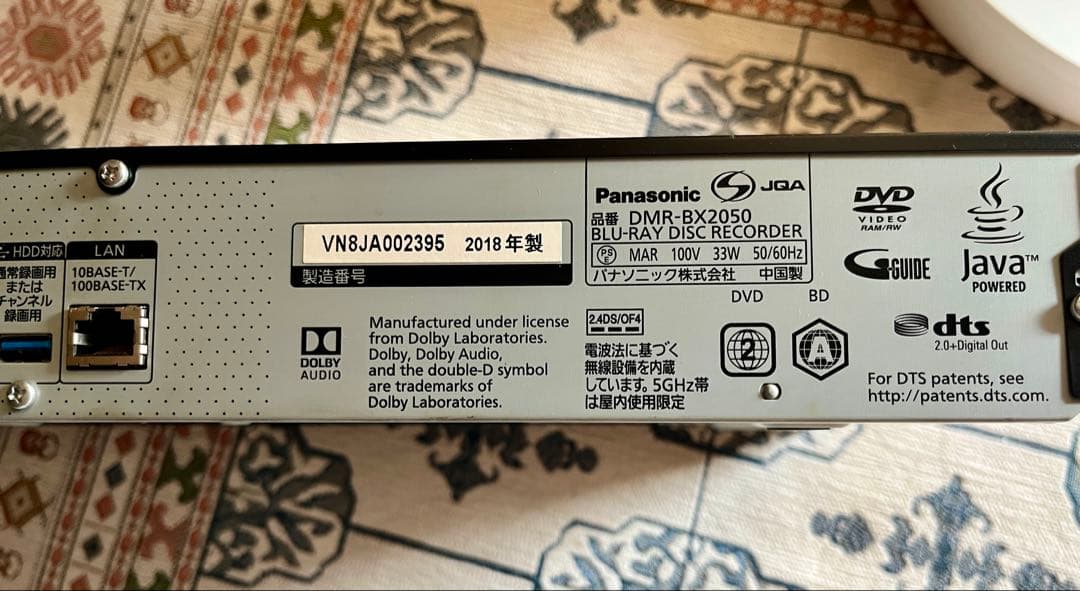 HDD対応
通常録画用
または
チャンネル
録画用
LAN
10BASE-T/
100BASE-TX
VN8JA002395 2018年製
製造番号
DOLBY
AUDIO
Manufactured under license
from Dolby Laboratories.
Dolby, Dolby Audio,
and the double-D symbol
are trademarks of
Dolby Laboratories.
Panasonic JQA
品番 DMR-BX2050
BLU-RAY DISC RECORDER
PSE MAR 100V 33W 50/60Hz
パナソニック株式会社 中国製
2.4DS/OF4
電波法に基づく
無線設備を内蔵
しています。5GHz帯
は屋内使用限定
DVD BD
2 A
DVD
VIDEO
RAM/RW
G-GUIDE
Java™
POWERED
dts
2.0+Digital Out
For DTS patents, see
http://patents.dts.com.